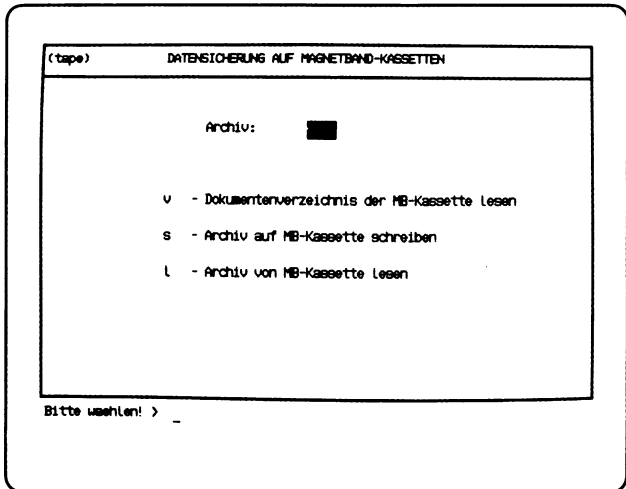 (tape) DATENSICHERUNG AUF MAGNETBAND-KASSETTEN
Archiv:
v - Dokumentenverzeichnis der MB-Kassette lesen
s - Archiv auf MB-Kassette schreiben
l - Archiv von MB-Kassette lesen
Bitte waehlen! > _